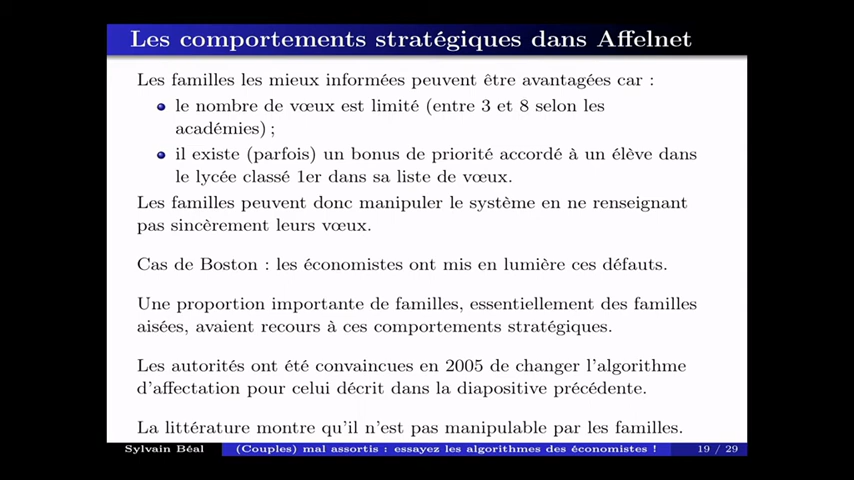 Les comportements stratégiques dans Affelnet
Les familles les mieux informées peuvent être avantagées car :
le nombre de vœux est limité (entre 3 et 8 selon les
académies) ;
il existe (parfois) un bonus de priorité accordé à un élève dans
le lycée classé 1er dans sa liste de vœux.
Les familles peuvent donc manipuler le système en ne renseignant
pas sincèrement leurs vœux.
Cas de Boston : les économistes ont mis en lumière ces défauts.
Une proportion importante de familles, essentiellement des familles
aisées, avaient recours à ces comportements stratégiques.
Les autorités ont été convaincues en 2005 de changer l'algorithme
d'affectation pour celui décrit dans la diapositive précédente.
La littérature montre qu'il n'est pas manipulable par les familles.
Sylvain Béal (Couples) mal assortis : essayez les algorithmes des économistes ! 19 / 29